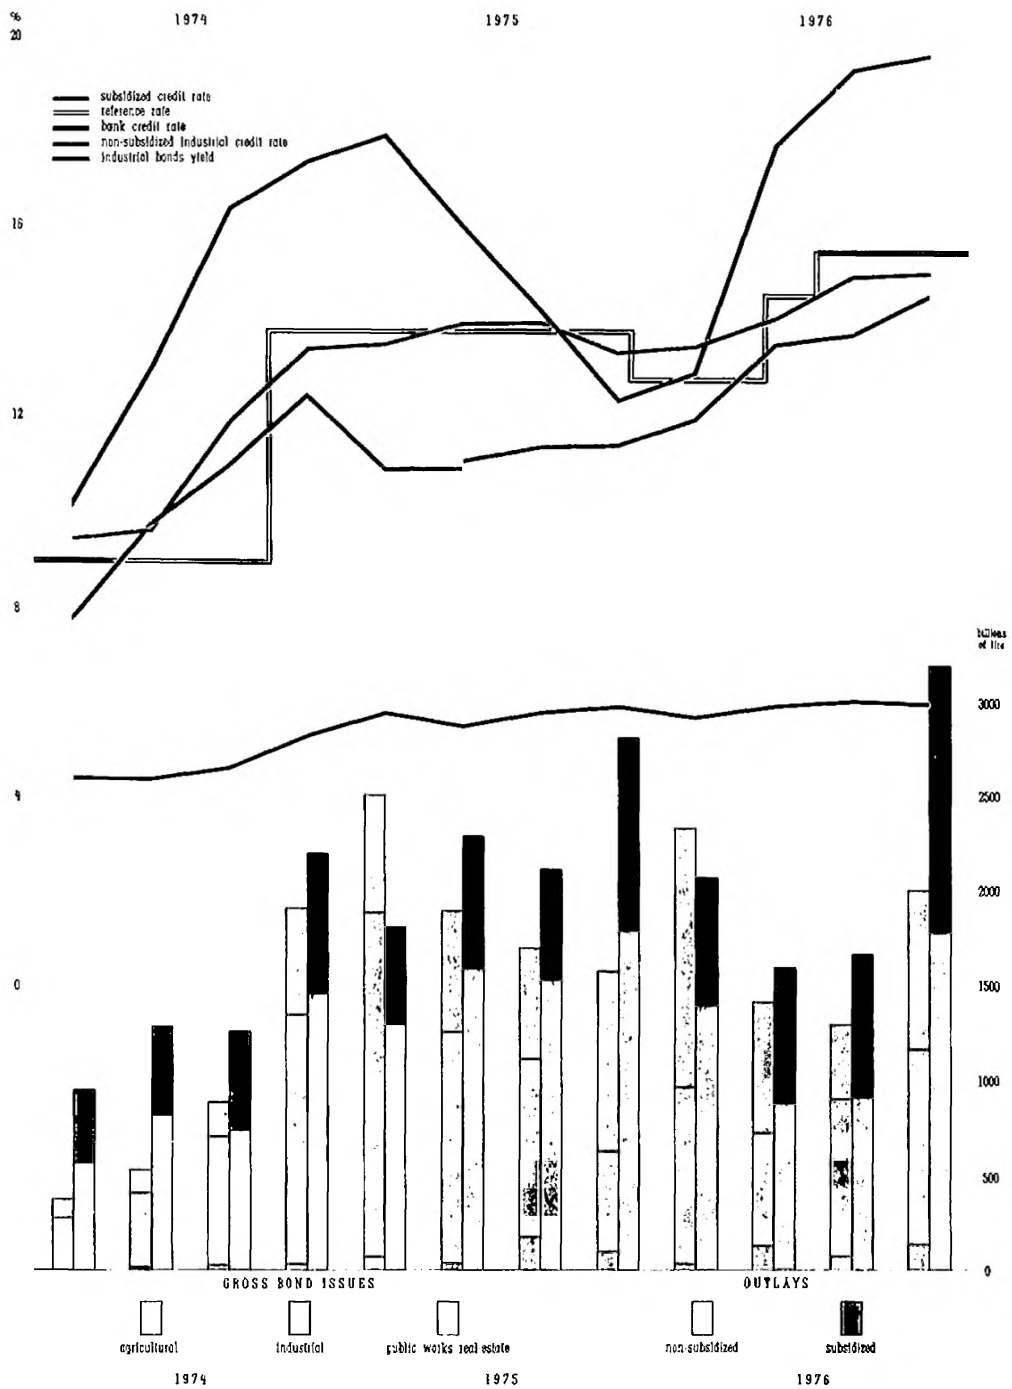 %
20
1974 1975 1976
subsidized credit rate
reference rate
bank credit rate
non-subsidized industrial credit rate
industrial bonds yield
16
12
8
billions
of lire
3000
4
2500
2000
0
1500
1000
500
0
GROSS BOND ISSUES OUTLAYS
agricultural industrial public works real estate non-subsidized subsidized
1974 1975 1976